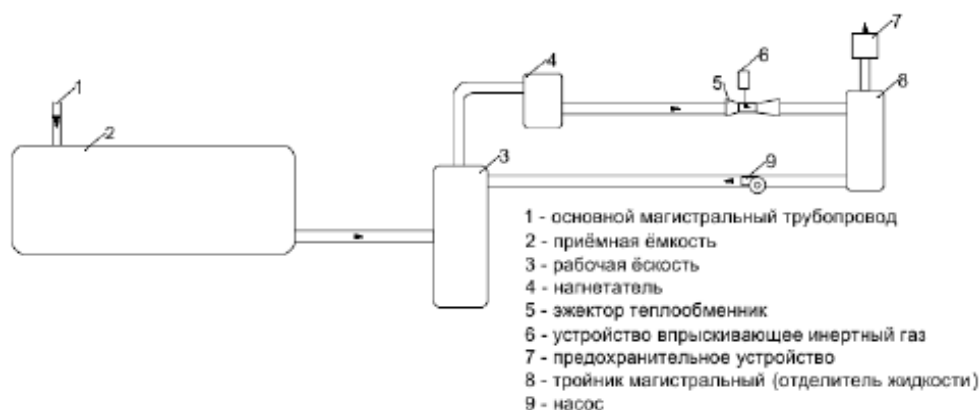 7
6
4
1
5
8
2
9
3
1 - основной магистральный трубопровод
2 - приёмная ёмкость
3 - рабочая ёскость
4 - нагнетатель
5 - эжектор теплообменник
6 - устройство впрыскивающее инертный газ
7 - предохранительное устройство
8 - тройник магистральный (отделитель жидкости)
9 - насос